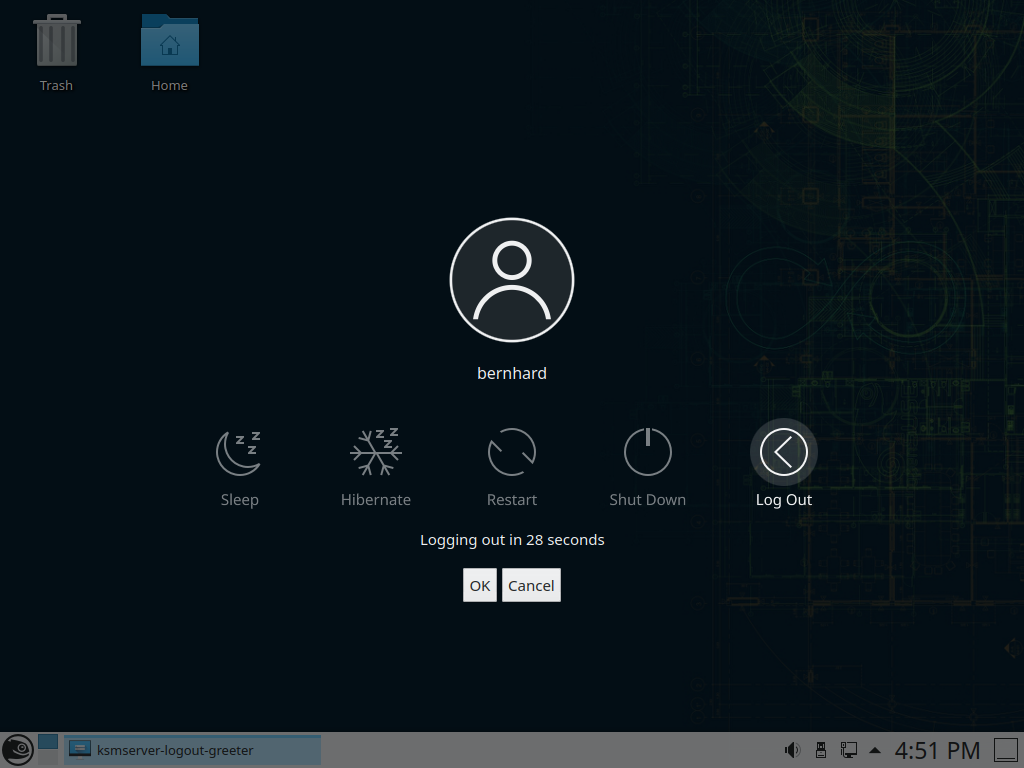 Trash
Home
bernhard
Sleep
Hibernate
Restart
Shut Down
Log Out
Logging out in 28 seconds
OK
Cancel
ksmserver-logout-greeter
4:51 PM